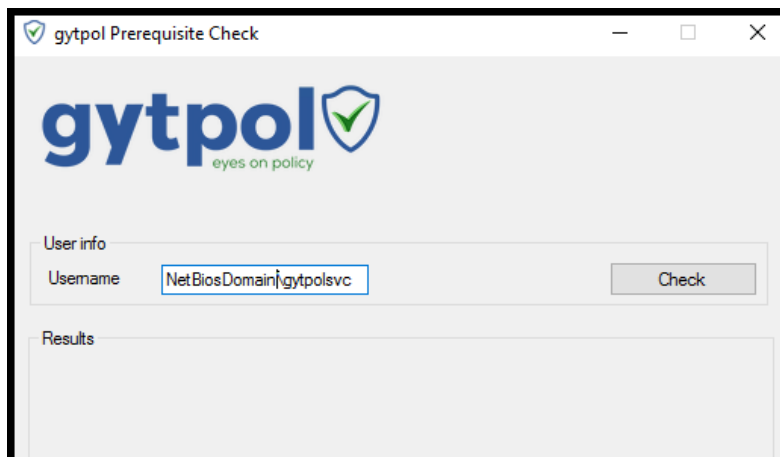 gytpol Prerequisite Check
gytpol
eyes on policy
User info
Username NetBiosDomain\gytpolsvc Check
Results